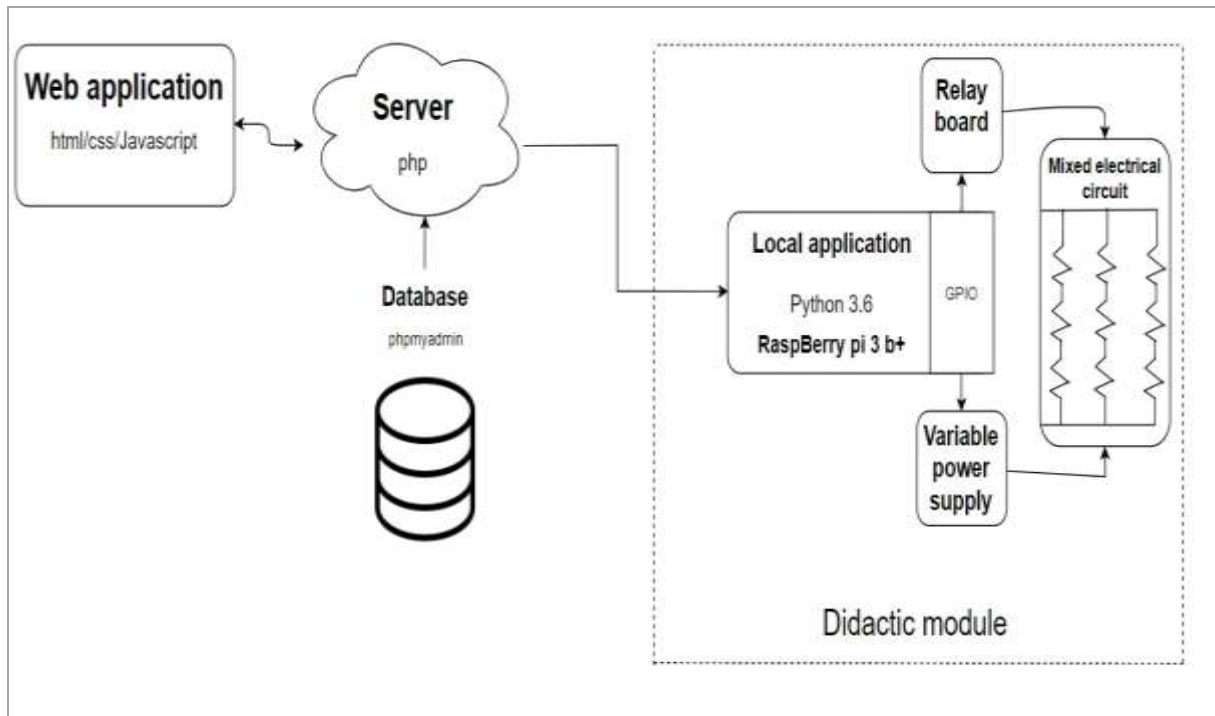 Web application
html/css/Javascript
Server
php
Database
phpmyadmin
Relay
board
Mixed electrical
circuit
Local application
Python 3.6
RaspBerry pi 3 b+
GPIO
Variable
power
supply
Didactic module